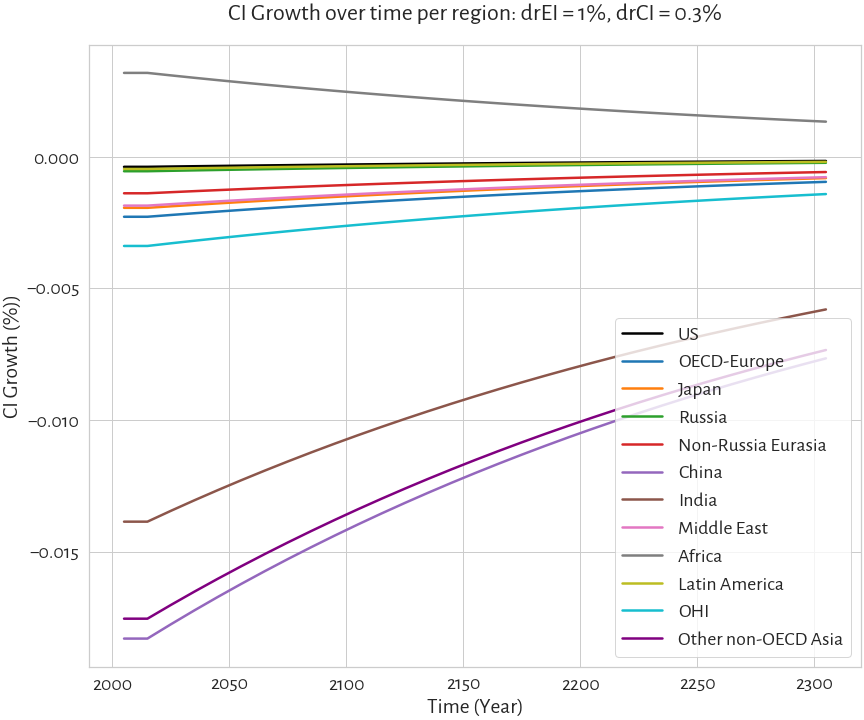 CI Growth over time per region: drEI = 1%, drCI = 0.3%
CI Growth (%))
0.000
−0.005
−0.010
−0.015
US
OECD-Europe
Japan
Russia
Non-Russia Eurasia
China
India
Middle East
Africa
Latin America
OHI
Other non-OECD Asia
2000 2050 2100 2150 2200 2250 2300
Time (Year)